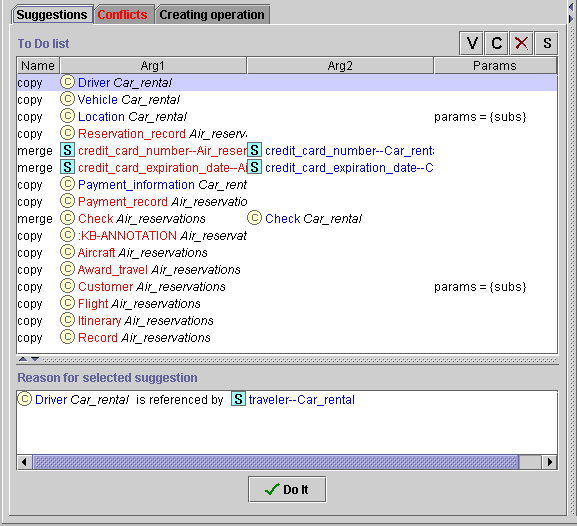 Suggestions Conflicts Creating operation
To Do list V C S
Name Arg1 Arg2 Params
copy C Driver Car_rental
copy C Vehicle Car_rental
copy C Location Car_rental params = {subs}
copy C Reservation_record Air_reserv
merge S credit_card_number--Air_reser S credit_card_number--Car_renta
merge S credit_card_expiration_date--Ai S credit_card_expiration_date--C
copy C Payment_information Car_rent
copy C Payment_record Air_reservatio
merge C Check Air_reservations C Check Car_rental
copy C :KB-ANNOTATION Air_reservat
copy C Aircraft Air_reservations
copy C Award_travel Air_reservations
copy C Customer Air_reservations params = {subs}
copy C Flight Air_reservations
copy C Itinerary Air_reservations
copy C Record Air_reservations
Reason for selected suggestion
C Driver Car_rental is referenced by S traveler--Car_rental
Do It